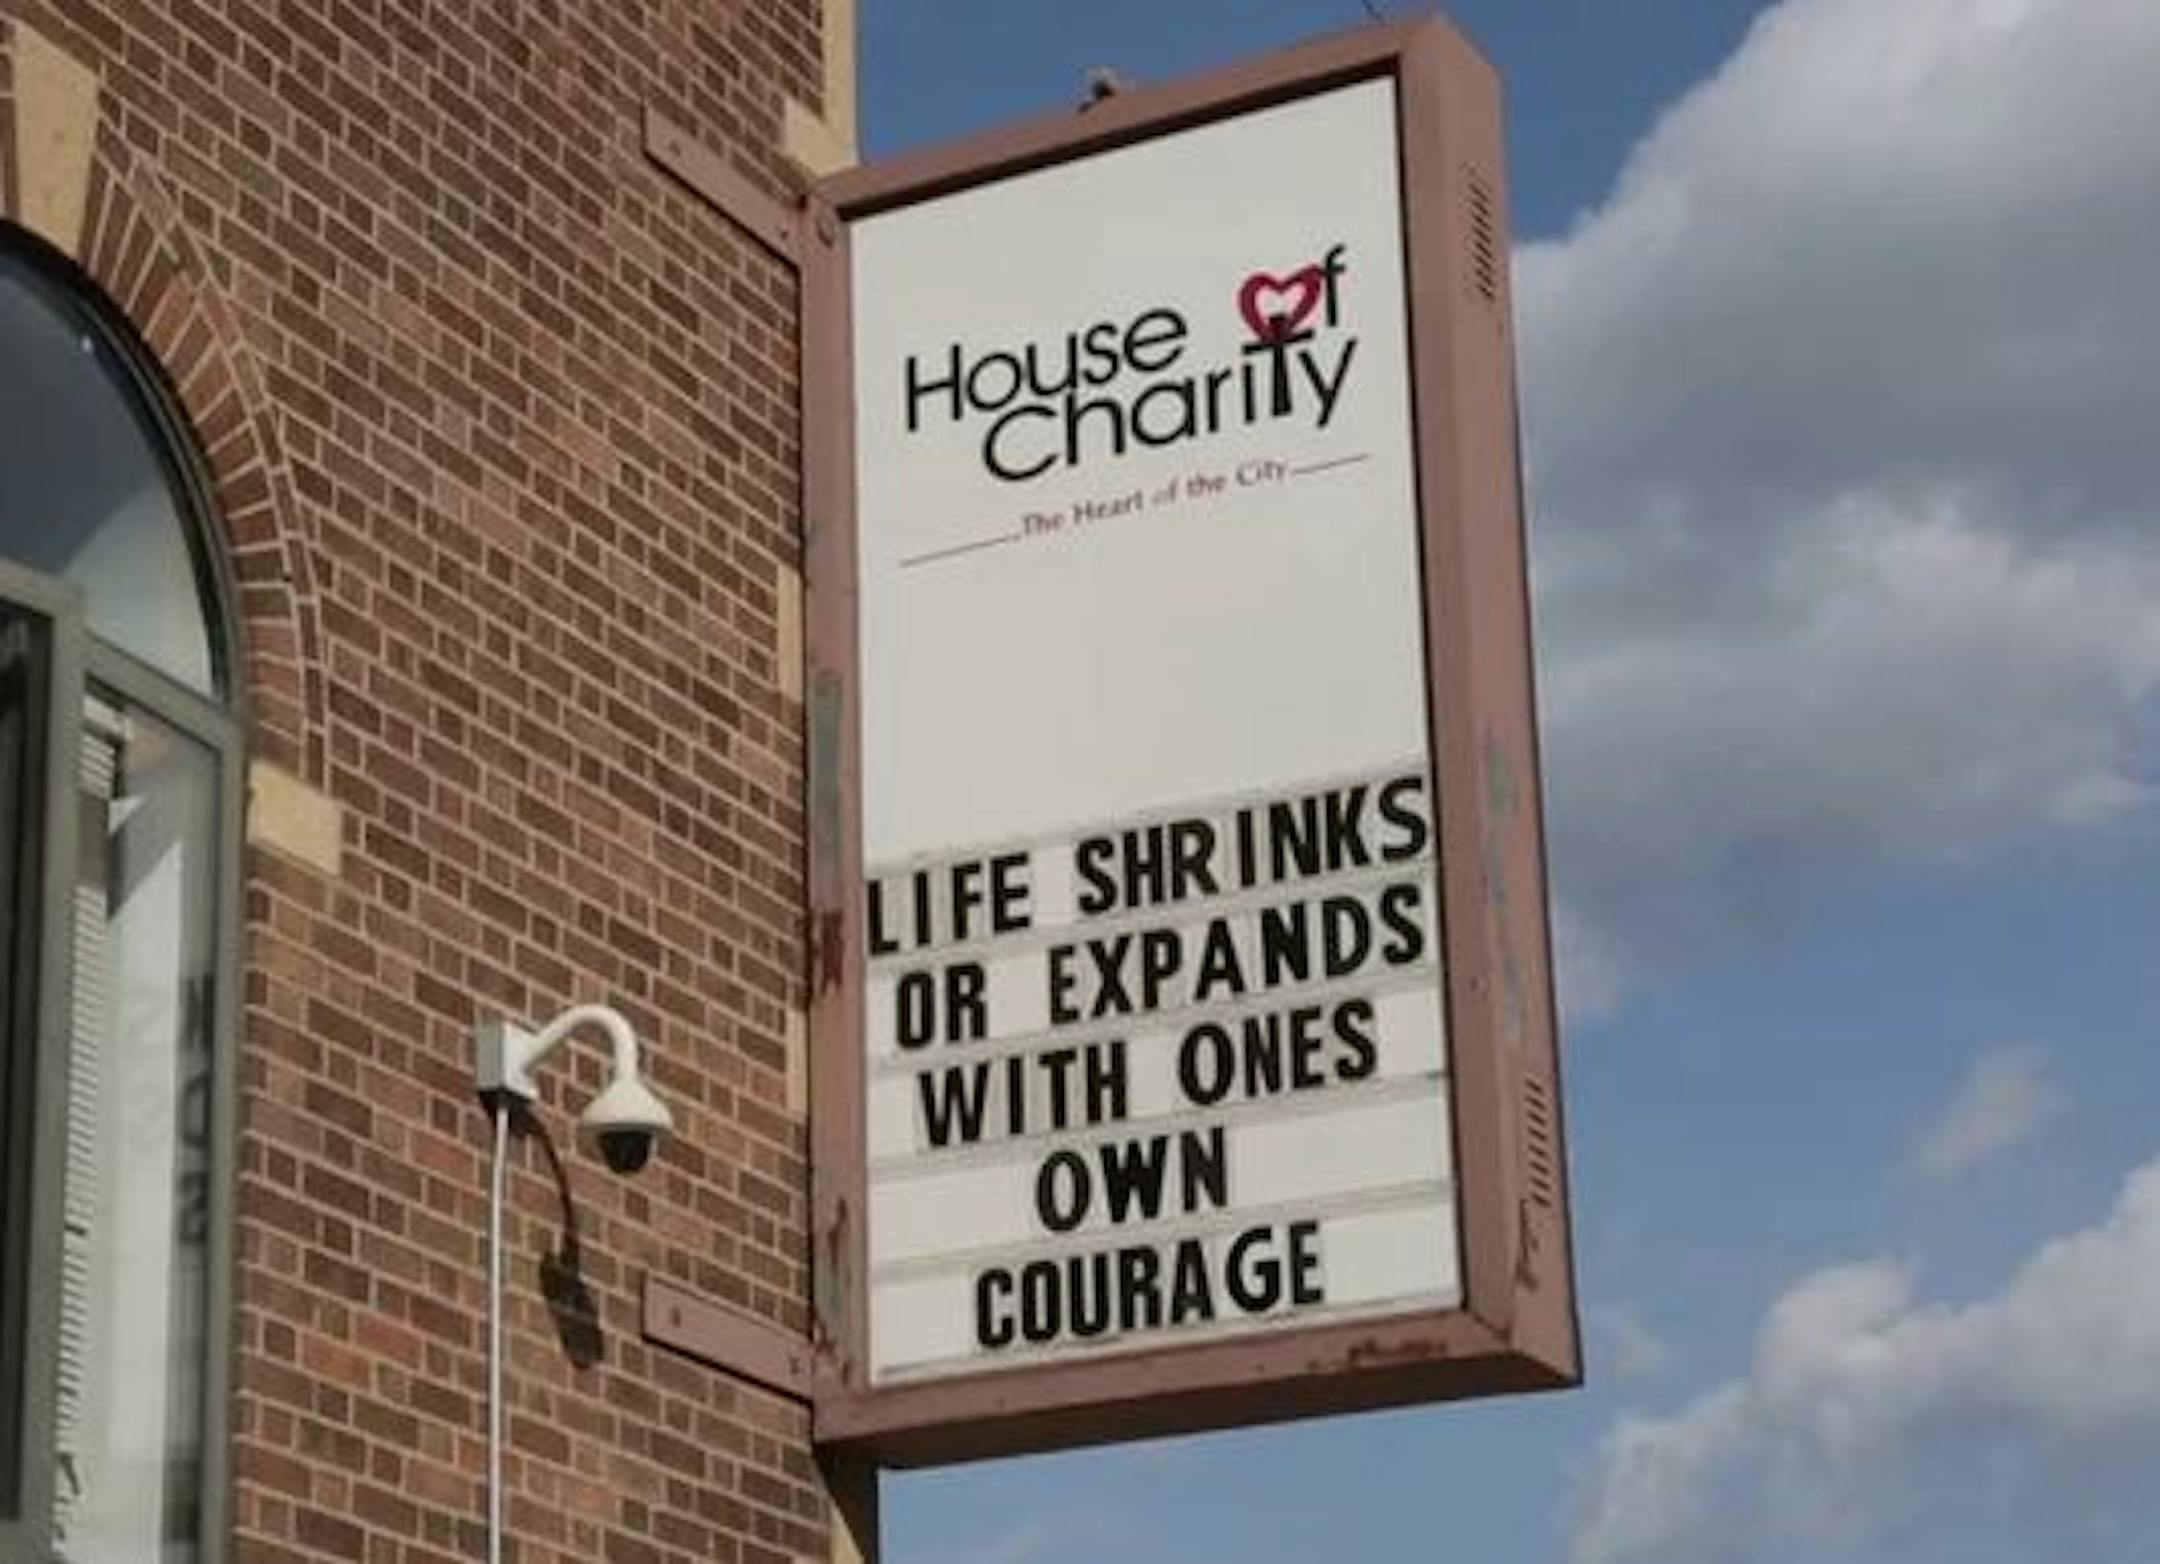 House Of
Charity
The Heart of the City
LIFE SHRINKS
OR EXPANDS
WITH ONES
OWN
COURAGE